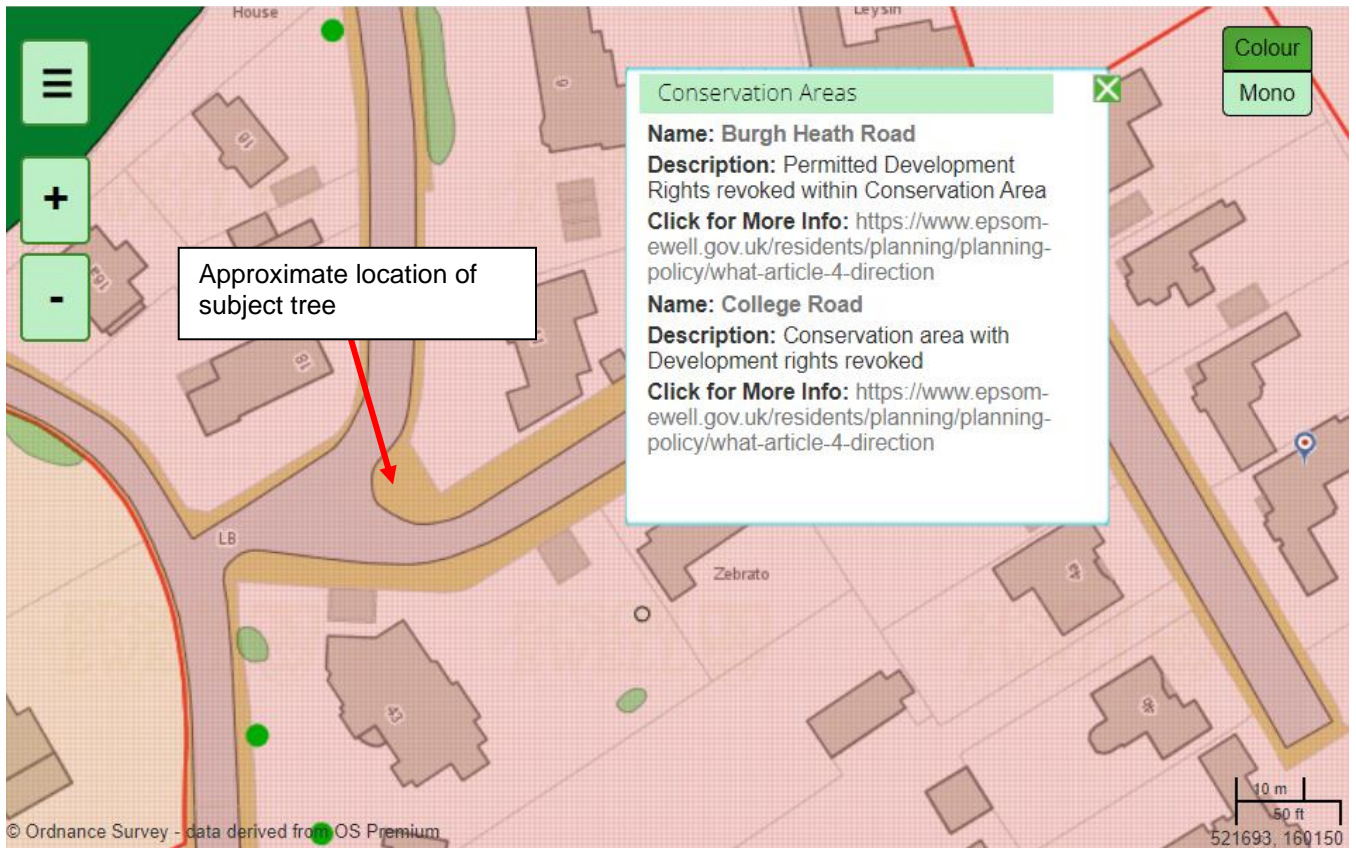 House
Leysin
Colour
Mono
☰
+
-
9
16
16a
18
Conservation Areas
Name: Burgh Heath Road
Description: Permitted Development
Rights revoked within Conservation Area
Click for More Info: https://www.epsom-
ewell.gov.uk/residents/planning/planning-
policy/what-article-4-direction
Name: College Road
Description: Conservation area with
Development rights revoked
Click for More Info: https://www.epsom-
ewell.gov.uk/residents/planning/planning-
policy/what-article-4-direction
Approximate location of
subject tree
LB
Zebrato
43
10 m
50 ft
© Ordnance Survey - data derived from OS Premium
521693, 160150